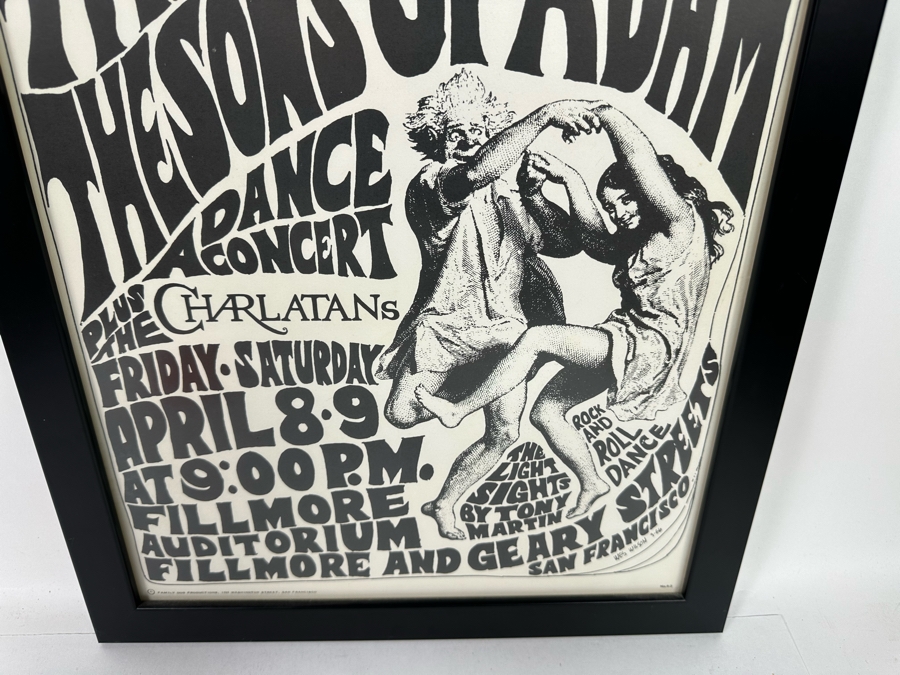 THE SONS OF ADAM
A DANCE
CONCERT
PLUS
THE CHARLATANS
FRIDAY·SATURDAY
APRIL 8·9
AT 9:00 P.M.
FILLMORE
AUDITORIUM
FILLMORE AND GEARY STREETS
SAN FRANCISCO
THE
LIGHT
SIGHTS
BY TONY
MARTIN
ROCK
AND
ROLL
DANCE